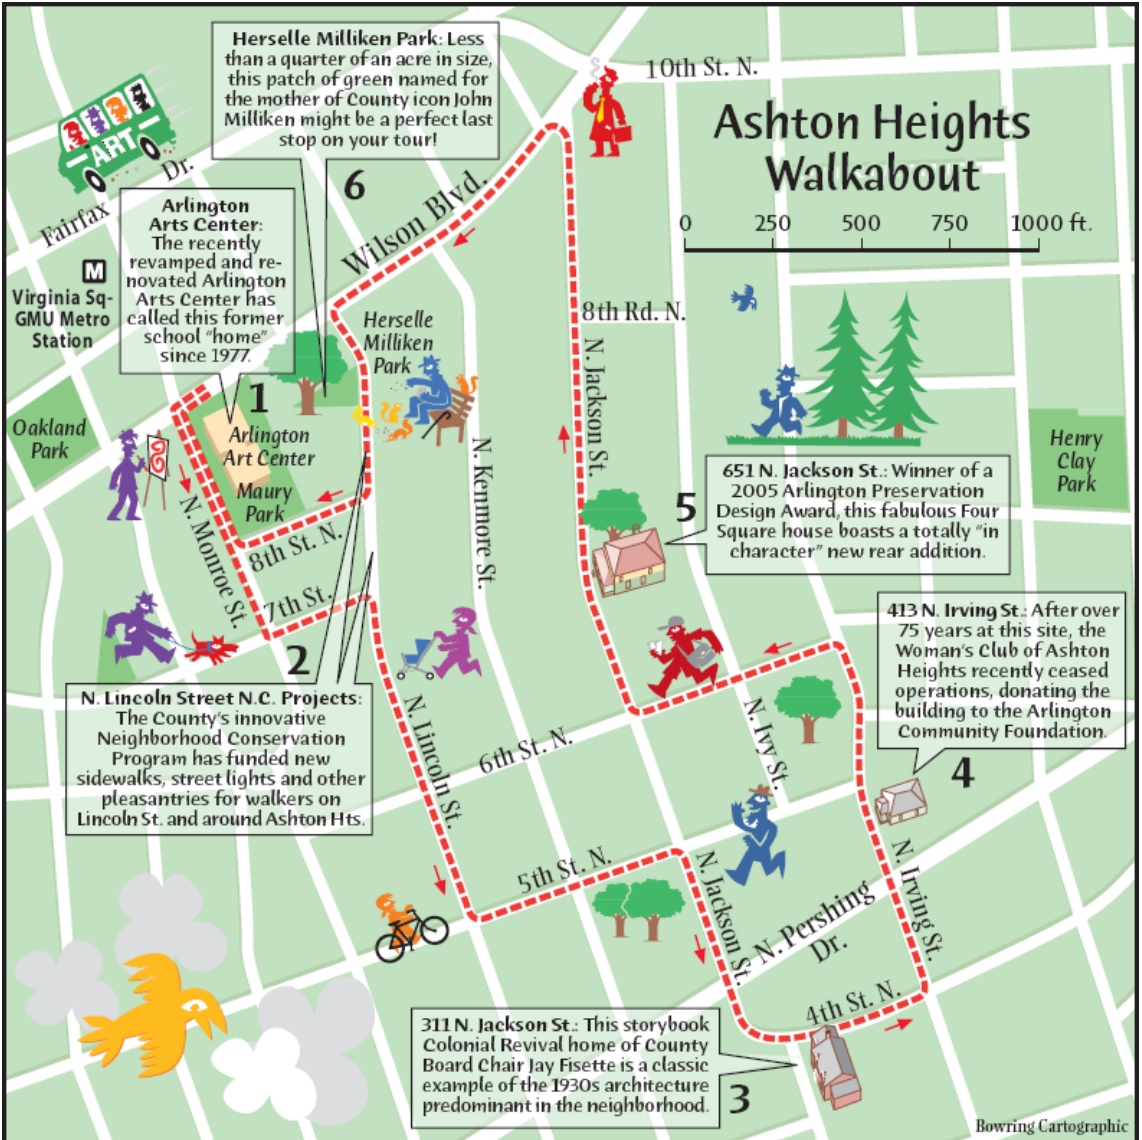 Herselle Milliken Park: Less
than a quarter of an acre in size,
this patch of green named for
the mother of County icon John
Milliken might be a perfect last
stop on your tour!
6
10th St. N.
Ashton Heights
Walkabout
0 250 500 750 1000 ft.
ART
Fairfax Dr.
Wilson Blvd.
Arlington
Arts Center:
The recently
revamped and re-
novated Arlington
Arts Center has
called this former
school "home"
since 1977.
1
M
Virginia Sq-
GMU Metro
Station
8th Rd. N.
Herselle
Milliken
Park
Oakland
Park
Arlington
Art Center
Maury
Park
N. Jackson St.
N. Kenmore St.
Henry
Clay
Park
651 N. Jackson St.: Winner of a
2005 Arlington Preservation
Design Award, this fabulous Four
Square house boasts a totally "in
character" new rear addition.
5
N. Monroe St.
8th St. N.
7th St.
413 N. Irving St.: After over
75 years at this site, the
Woman's Club of Ashton
Heights recently ceased
operations, donating the
building to the Arlington
Community Foundation.
4
2
N. Lincoln Street N.C. Projects:
The County's innovative
Neighborhood Conservation
Program has funded new
sidewalks, street lights and other
pleasantries for walkers on
Lincoln St. and around Ashton Hts.
N. Lincoln St.
6th St. N.
N. Ivy St.
5th St. N.
N. Jackson St.
N. Irving St.
N. Pershing
Dr.
4th St. N.
311 N. Jackson St.: This storybook
Colonial Revival home of County
Board Chair Jay Fisette is a classic
example of the 1930s architecture
predominant in the neighborhood.
3
Bowring Cartographic